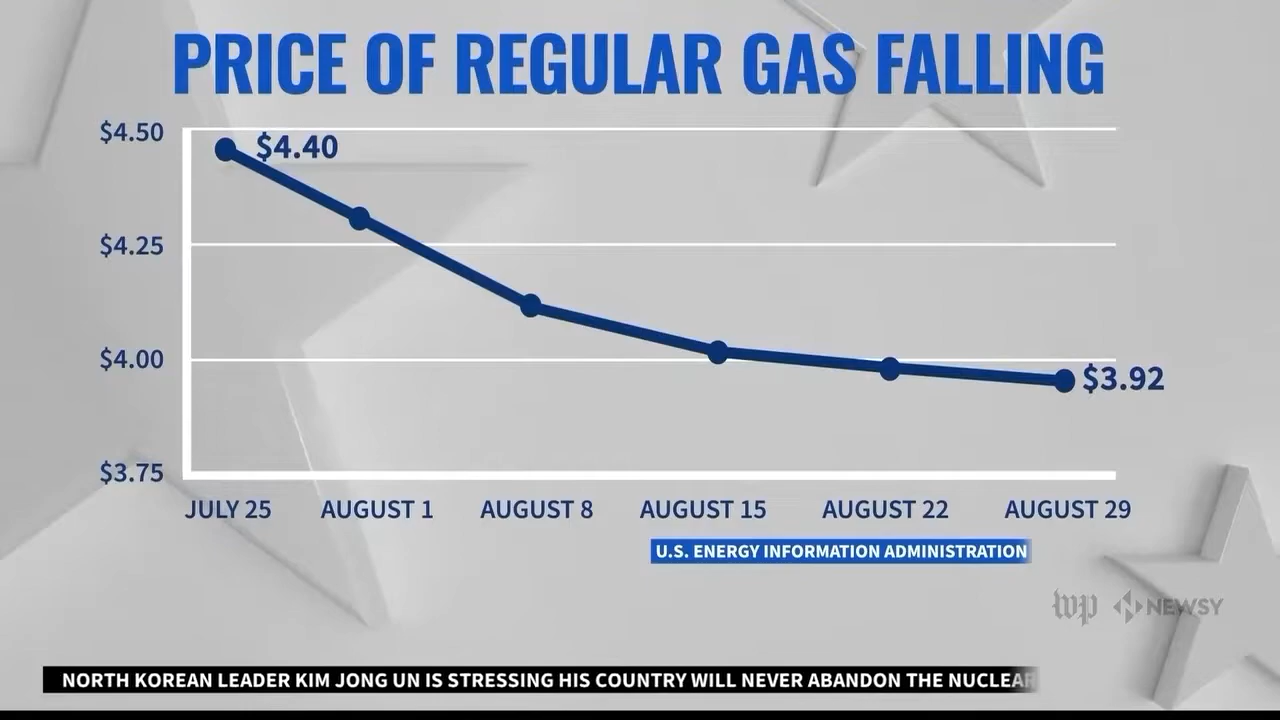 PRICE OF REGULAR GAS FALLING
$4.50
$4.40
$4.25
$4.00
$3.92
$3.75
JULY 25 AUGUST 1 AUGUST 8 AUGUST 15 AUGUST 22 AUGUST 29
U.S. ENERGY INFORMATION ADMINISTRATION
wp NEWSY
NORTH KOREAN LEADER KIM JONG UN IS STRESSING HIS COUNTRY WILL NEVER ABANDON THE NUCLEAR